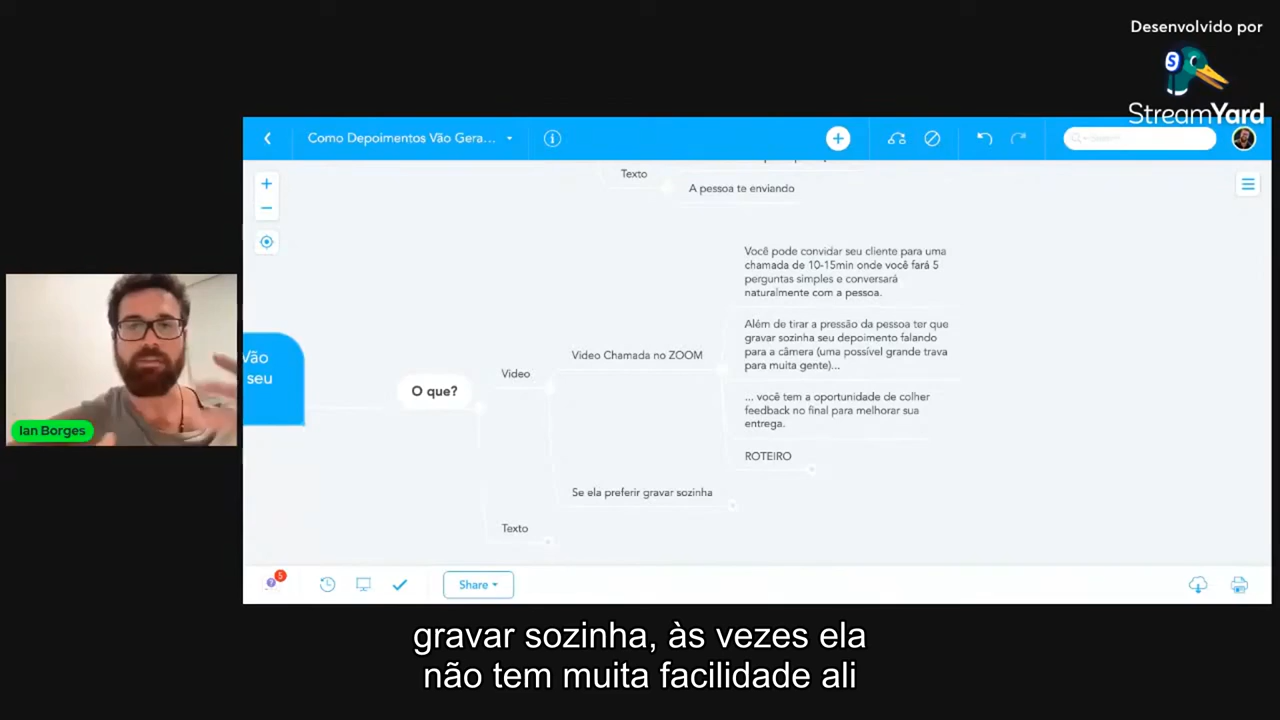 Desenvolvido por
StreamYard
Como Depoimentos Vão Gera...
Texto
A pessoa te enviando
Você pode convidar seu cliente para uma
chamada de 10-15min onde você fará 5
perguntas simples e conversará
naturalmente com a pessoa.
Além de tirar a pressão da pessoa ter que
gravar sozinha seu depoimento falando
para a câmera (uma possível grande trava
para muita gente)...
... você tem a oportunidade de colher
feedback no final para melhorar sua
entrega.
ROTEIRO
Video Chamada no ZOOM
Video
O que?
Vão
seu
Se ela preferir gravar sozinha
Texto
Ian Borges
5
Share
gravar sozinha, às vezes ela
não tem muita facilidade ali